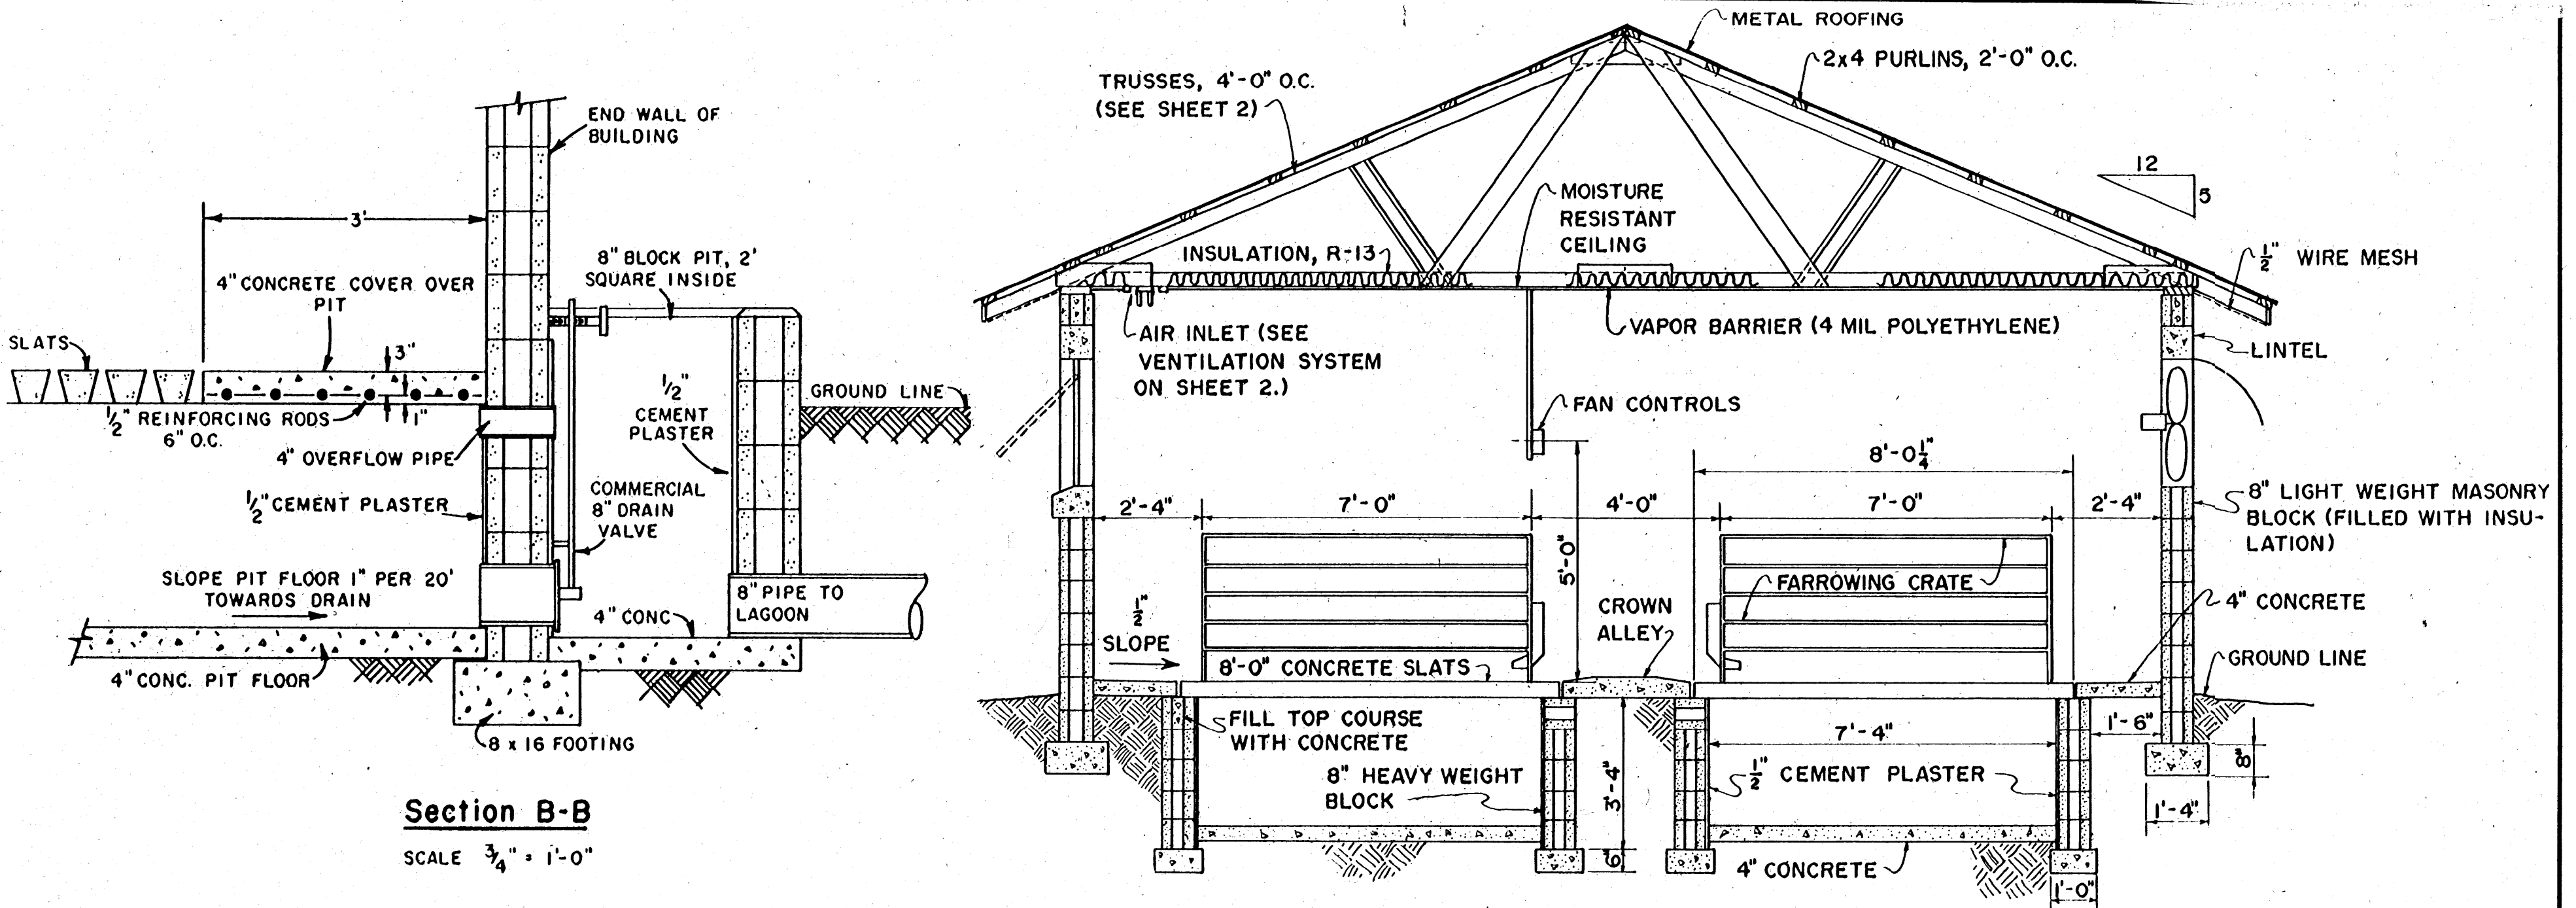 END WALL OF
BUILDING
3'
8" BLOCK PIT, 2'
SQUARE INSIDE
4" CONCRETE COVER OVER
PIT
SLATS
3"
1/2" REINFORCING RODS
6" O.C.
1"
4" OVERFLOW PIPE
1/2" CEMENT PLASTER
1/2"
CEMENT
PLASTER
GROUND LINE
COMMERCIAL
8" DRAIN
VALVE
SLOPE PIT FLOOR 1" PER 20'
TOWARDS DRAIN
8" PIPE TO
LAGOON
4" CONC
4" CONC. PIT FLOOR
8 x 16 FOOTING
Section B-B
SCALE 3/4" = 1'-0"
METAL ROOFING
2x4 PURLINS, 2'-0" O.C.
TRUSSES, 4'-0" O.C.
(SEE SHEET 2)
12
5
MOISTURE
RESISTANT
CEILING
INSULATION, R-13
1/2" WIRE MESH
AIR INLET (SEE
VENTILATION SYSTEM
ON SHEET 2.)
VAPOR BARRIER (4 MIL POLYETHYLENE)
LINTEL
FAN CONTROLS
8'-0 1/4"
2'-4"
7'-0"
4'-0"
7'-0"
2'-4"
8" LIGHT WEIGHT MASONRY
BLOCK (FILLED WITH INSU-
LATION)
5'-0"
FARROWING CRATE
1/2"
SLOPE
CROWN
ALLEY
4" CONCRETE
8'-0" CONCRETE SLATS
GROUND LINE
FILL TOP COURSE
WITH CONCRETE
1'-6"
7'-4"
8" HEAVY WEIGHT
BLOCK
3'-4"
1/2" CEMENT PLASTER
8"
1'-4"
6"
4" CONCRETE
1'-0"